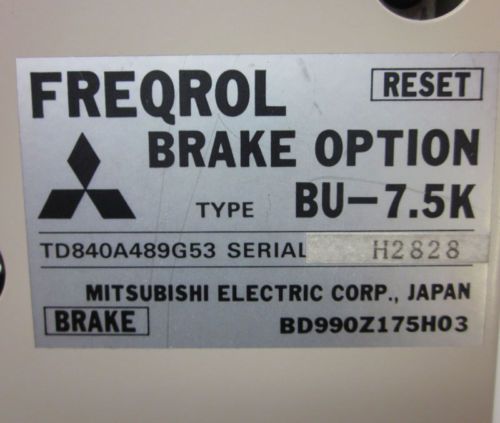 FREQROL RESET
BRAKE OPTION
TYPE BU-7.5K
TD840A489G53 SERIAL H2828
MITSUBISHI ELECTRIC CORP., JAPAN
BRAKE BD990Z175H03